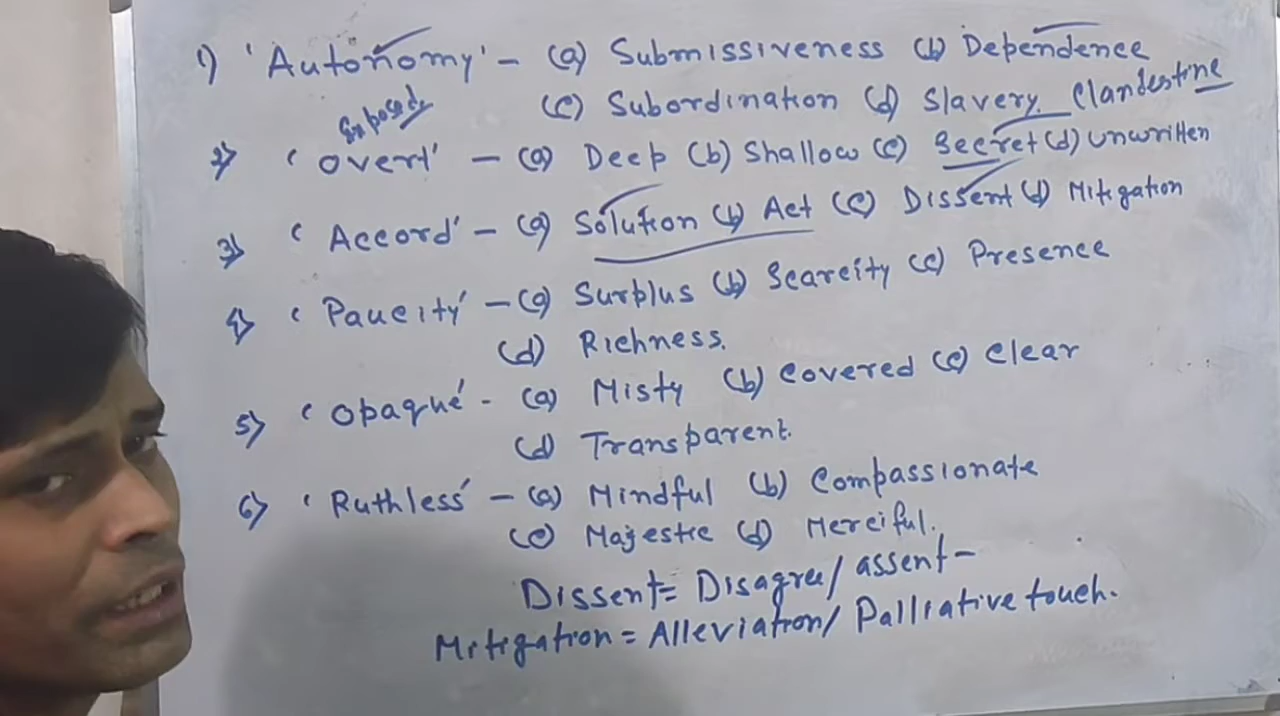 1) 'Autonomy' - (a) Submissiveness (b) Dependence
(c) Subordination (d) Slavery. Clandestine
Exposed
2) 'Overt' - (a) Deep (b) Shallow (c) Secret (d) Unwritten
3) 'Accord' - (a) Solution (b) Act (c) Dissent (d) Mitigation
4) 'Paucity' - (a) Surplus (b) Scarcity (c) Presence
(d) Richness.
5) 'Opaque' - (a) Misty (b) Covered (c) Clear
(d) Transparent.
6) 'Ruthless' - (a) Mindful (b) Compassionate
(c) Majestic (d) Merciful.
Dissent = Disagree/ assent -
Mitigation = Alleviation/ Palliative touch.